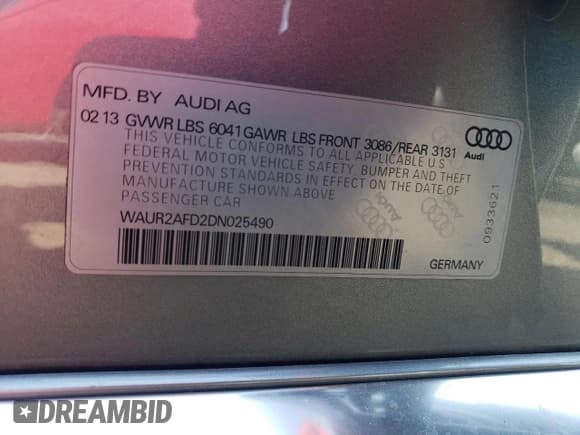 MFD. BY AUDI AG
02 13 GVWR LBS 6041 GAWR LBS FRONT 3086/REAR 3131
THIS VEHICLE CONFORMS TO ALL APPLICABLE U.S.
FEDERAL MOTOR VEHICLE SAFETY, BUMPER AND THEFT
PREVENTION STANDARDS IN EFFECT ON THE DATE OF
MANUFACTURE SHOWN ABOVE
PASSENGER CAR
WAUR2AFD2DN025490
Audi
Audi
Audi
0933621
GERMANY
DREAMBID